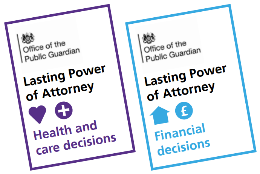 Office of the
Public Guardian
Lasting Power
of Attorney
Health and
care decisions
Office of the
Public Guardian
Lasting Power
of Attorney
£
Financial
decisions